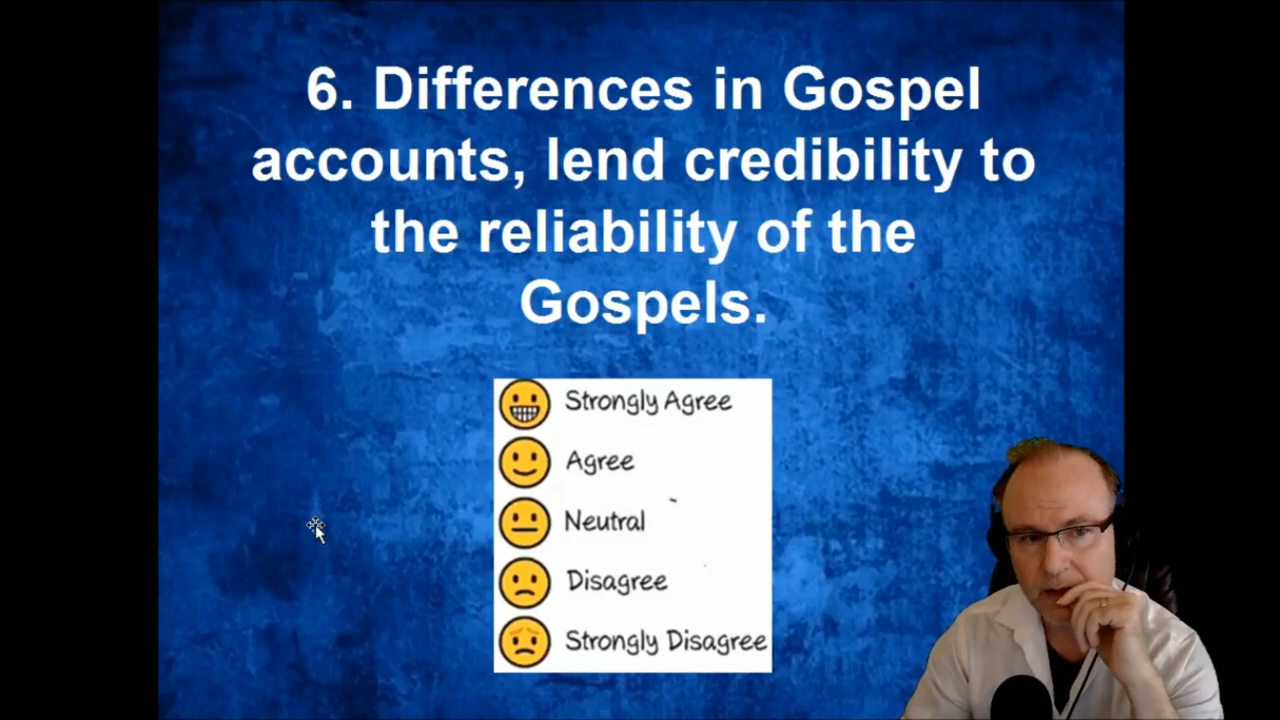 6. Differences in Gospel
accounts, lend credibility to
the reliability of the
Gospels.
Strongly Agree
Agree
Neutral
Disagree
Strongly Disagree